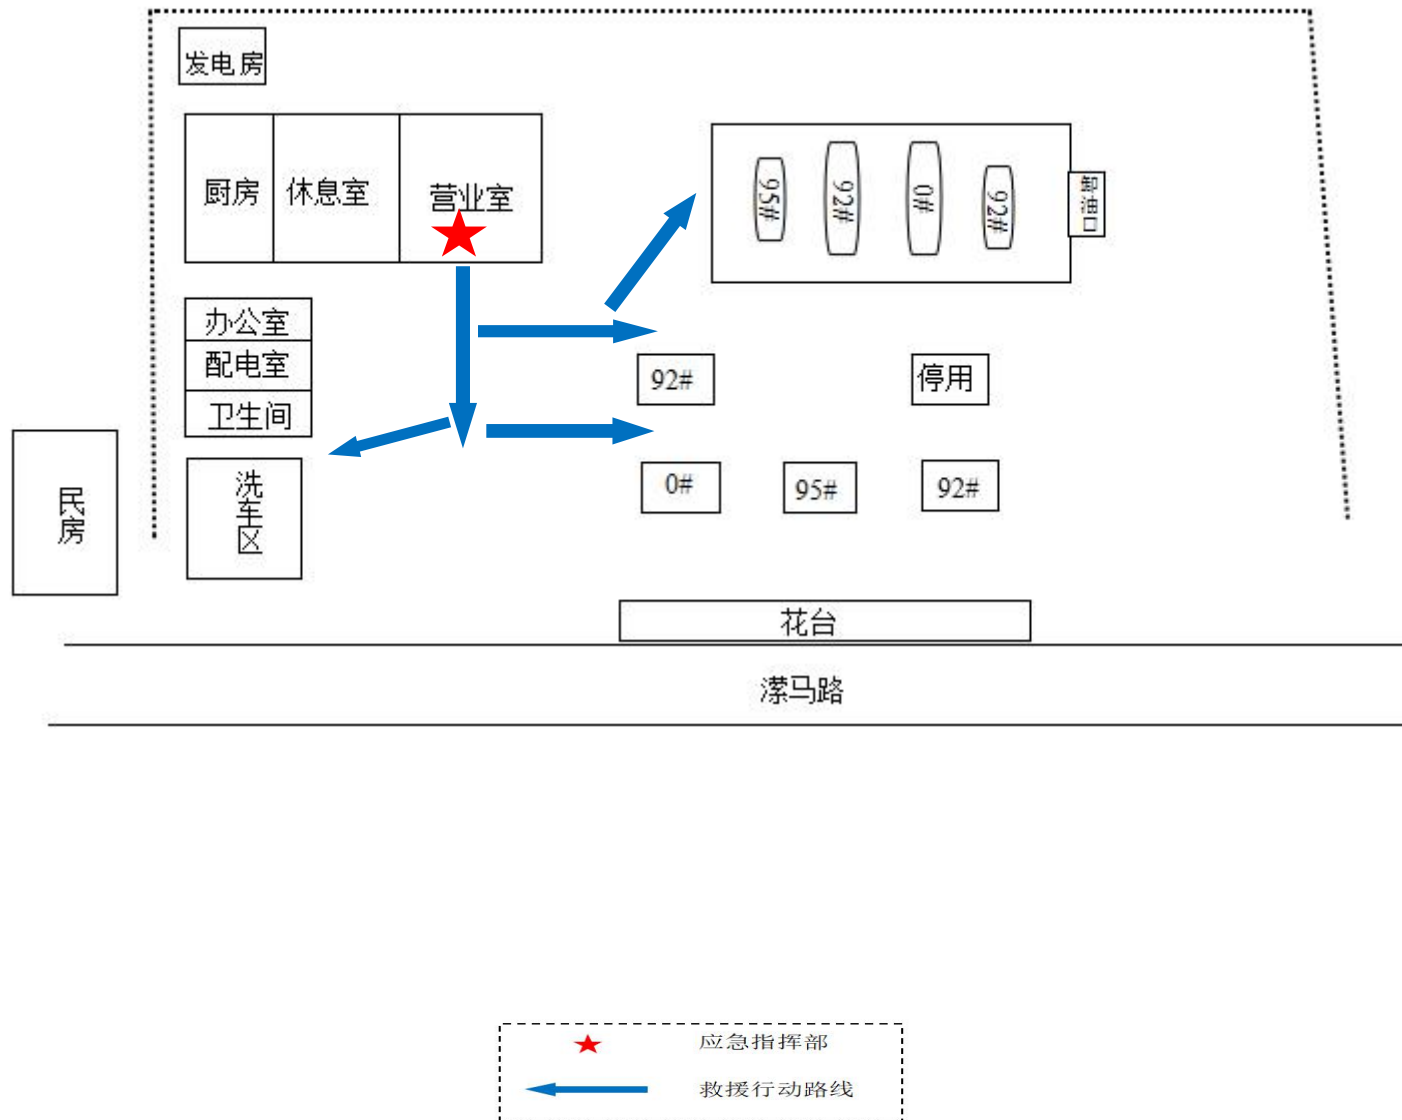 发电房
厨房
休息室
营业室
95#
92#
0#
92#
卸油口
办公室
配电室
卫生间
92#
停用
民房
洗车区
0#
95#
92#
花台
潆马路
应急指挥部
救援行动路线